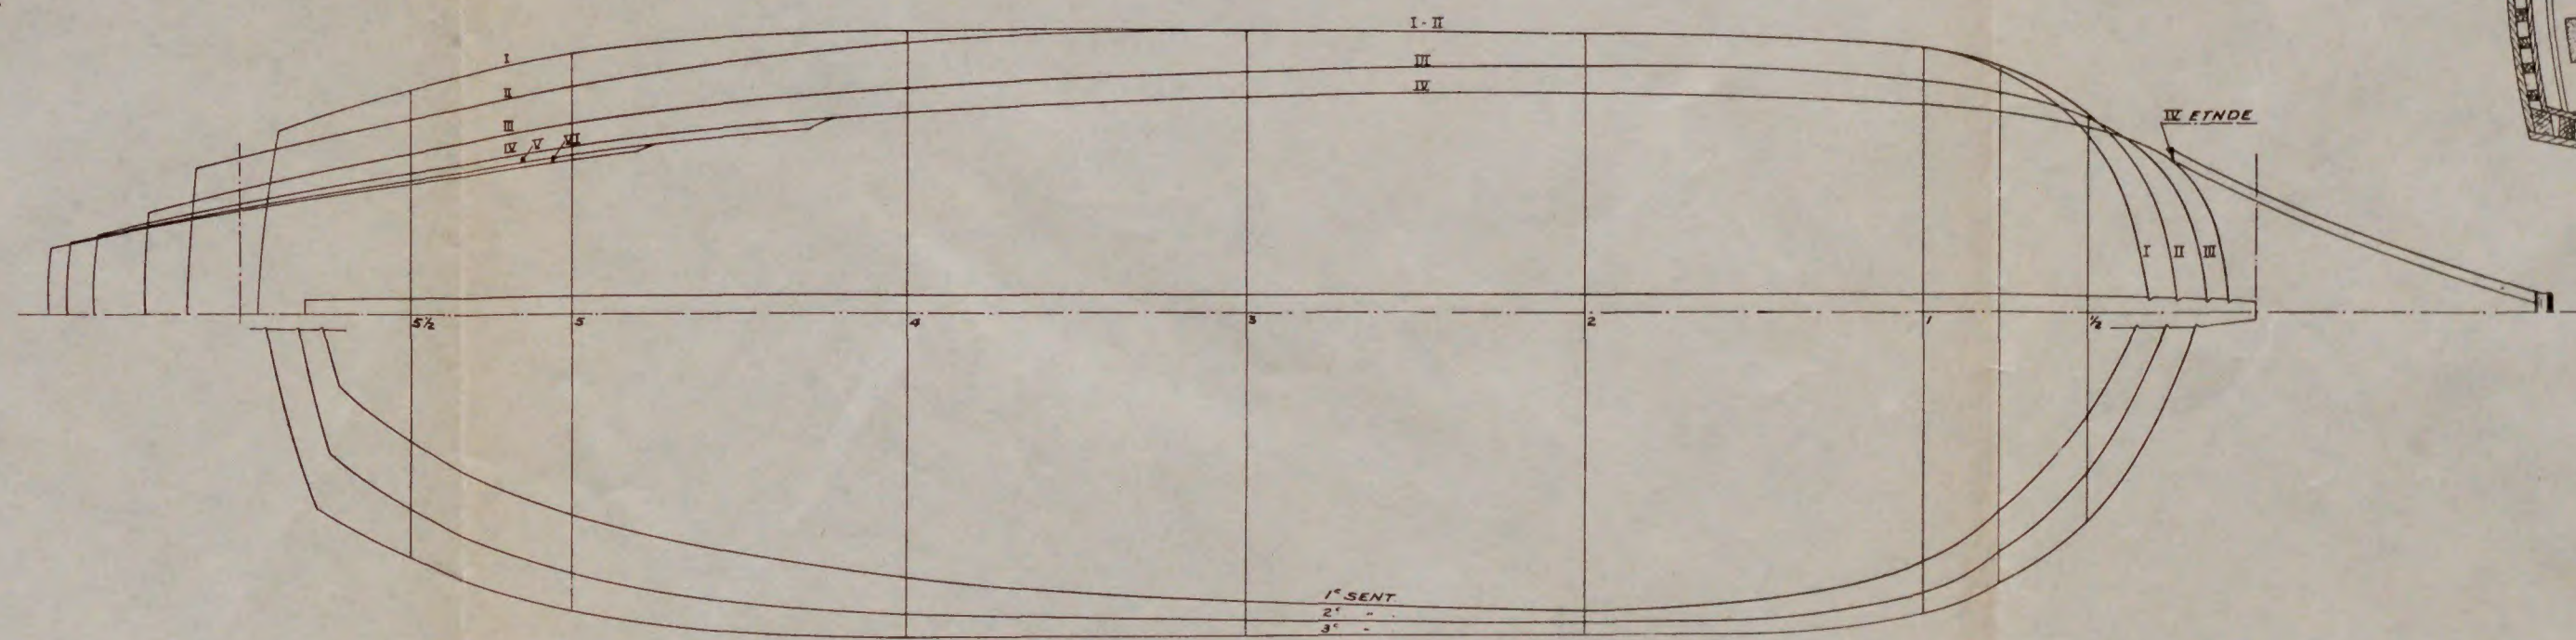 I - II
I
III
II
IV
IV ETNDE
III
IV V VI
I II III
5½ 5 4 3 2 1 ½
1e SENT
2e "
3e "